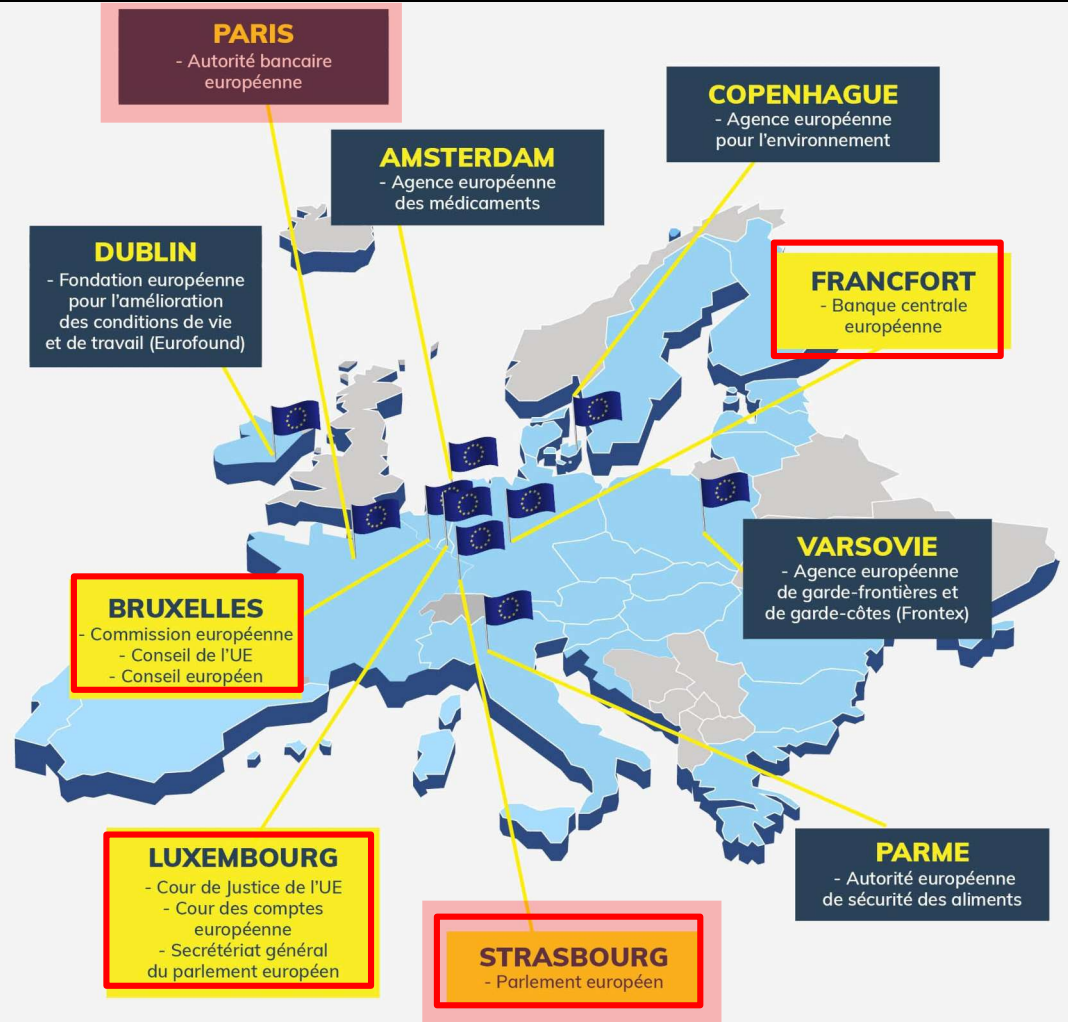 PARIS
- Autorité bancaire
européenne
COPENHAGUE
- Agence européenne
pour l'environnement
AMSTERDAM
- Agence européenne
des médicaments
DUBLIN
- Fondation européenne
pour l'amélioration
des conditions de vie
et de travail (Eurofound)
FRANCFORT
- Banque centrale
européenne
VARSOVIE
- Agence européenne
de garde-frontières et
de garde-côtes (Frontex)
BRUXELLES
- Commission européenne
- Conseil de l'UE
- Conseil européen
LUXEMBOURG
- Cour de Justice de l'UE
- Cour des comptes
européenne
- Secrétériat général
du parlement européen
PARME
- Autorité européenne
de sécurité des aliments
STRASBOURG
- Parlement européen